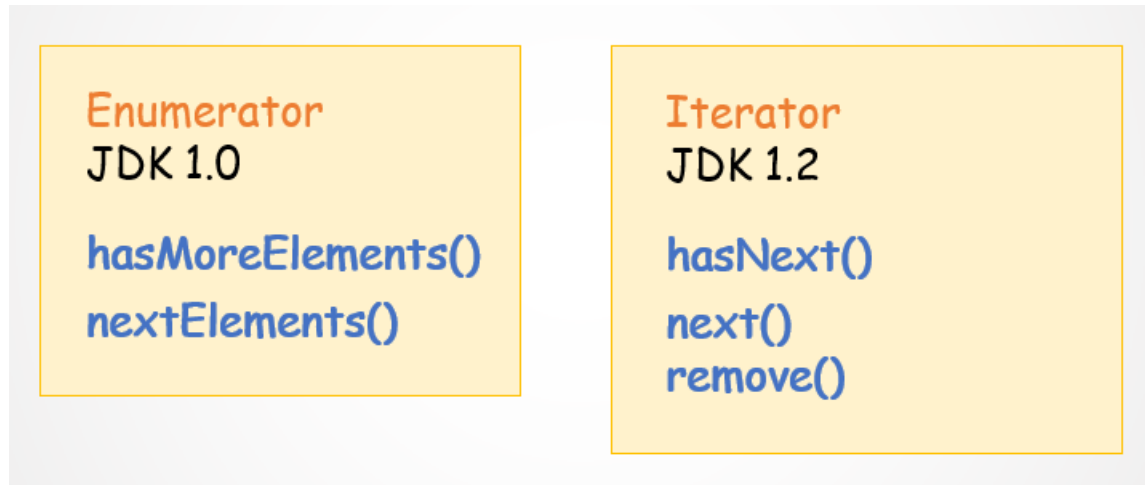 Enumerator
JDK 1.0
hasMoreElements()
nextElements()
Iterator
JDK 1.2
hasNext()
next()
remove()